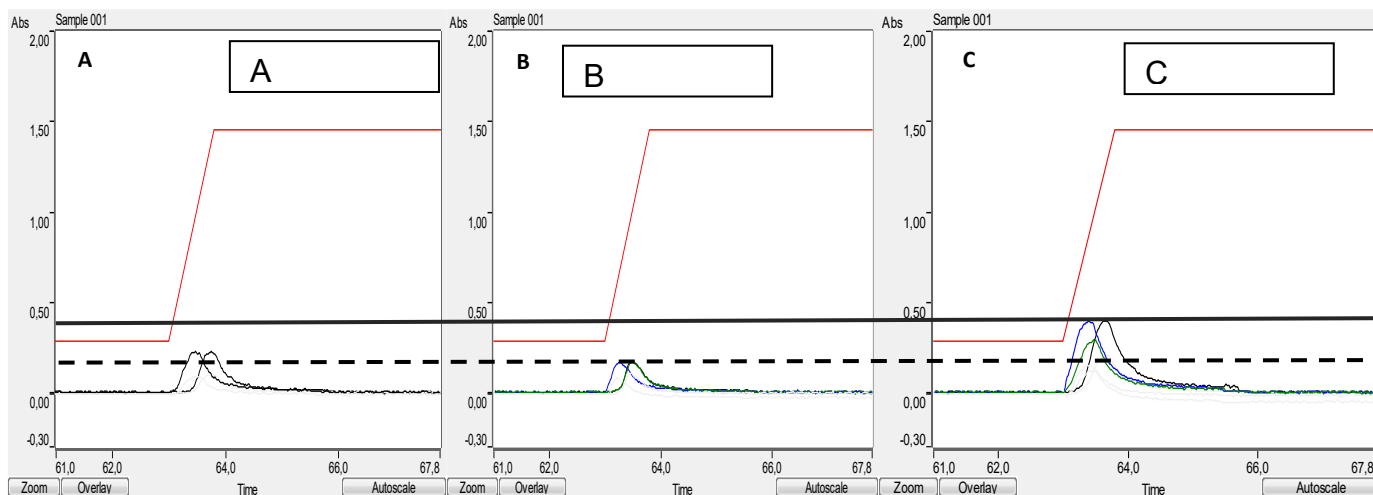 Abs Sample 001
2,00
A
A
1,50
1,00
0,50
0,00
-0,30
61,0 62,0 64,0 66,0 67,8
Zoom Overlay Time Autoscale
Abs Sample 001
2,00
B
B
1,50
1,00
0,50
0,00
-0,30
61,0 62,0 64,0 66,0 67,8
Zoom Overlay Time Autoscale
Abs Sample 001
2,00
C
C
1,50
1,00
0,50
0,00
-0,30
61,0 62,0 64,0 66,0 67,8
Zoom Overlay Time Autoscale